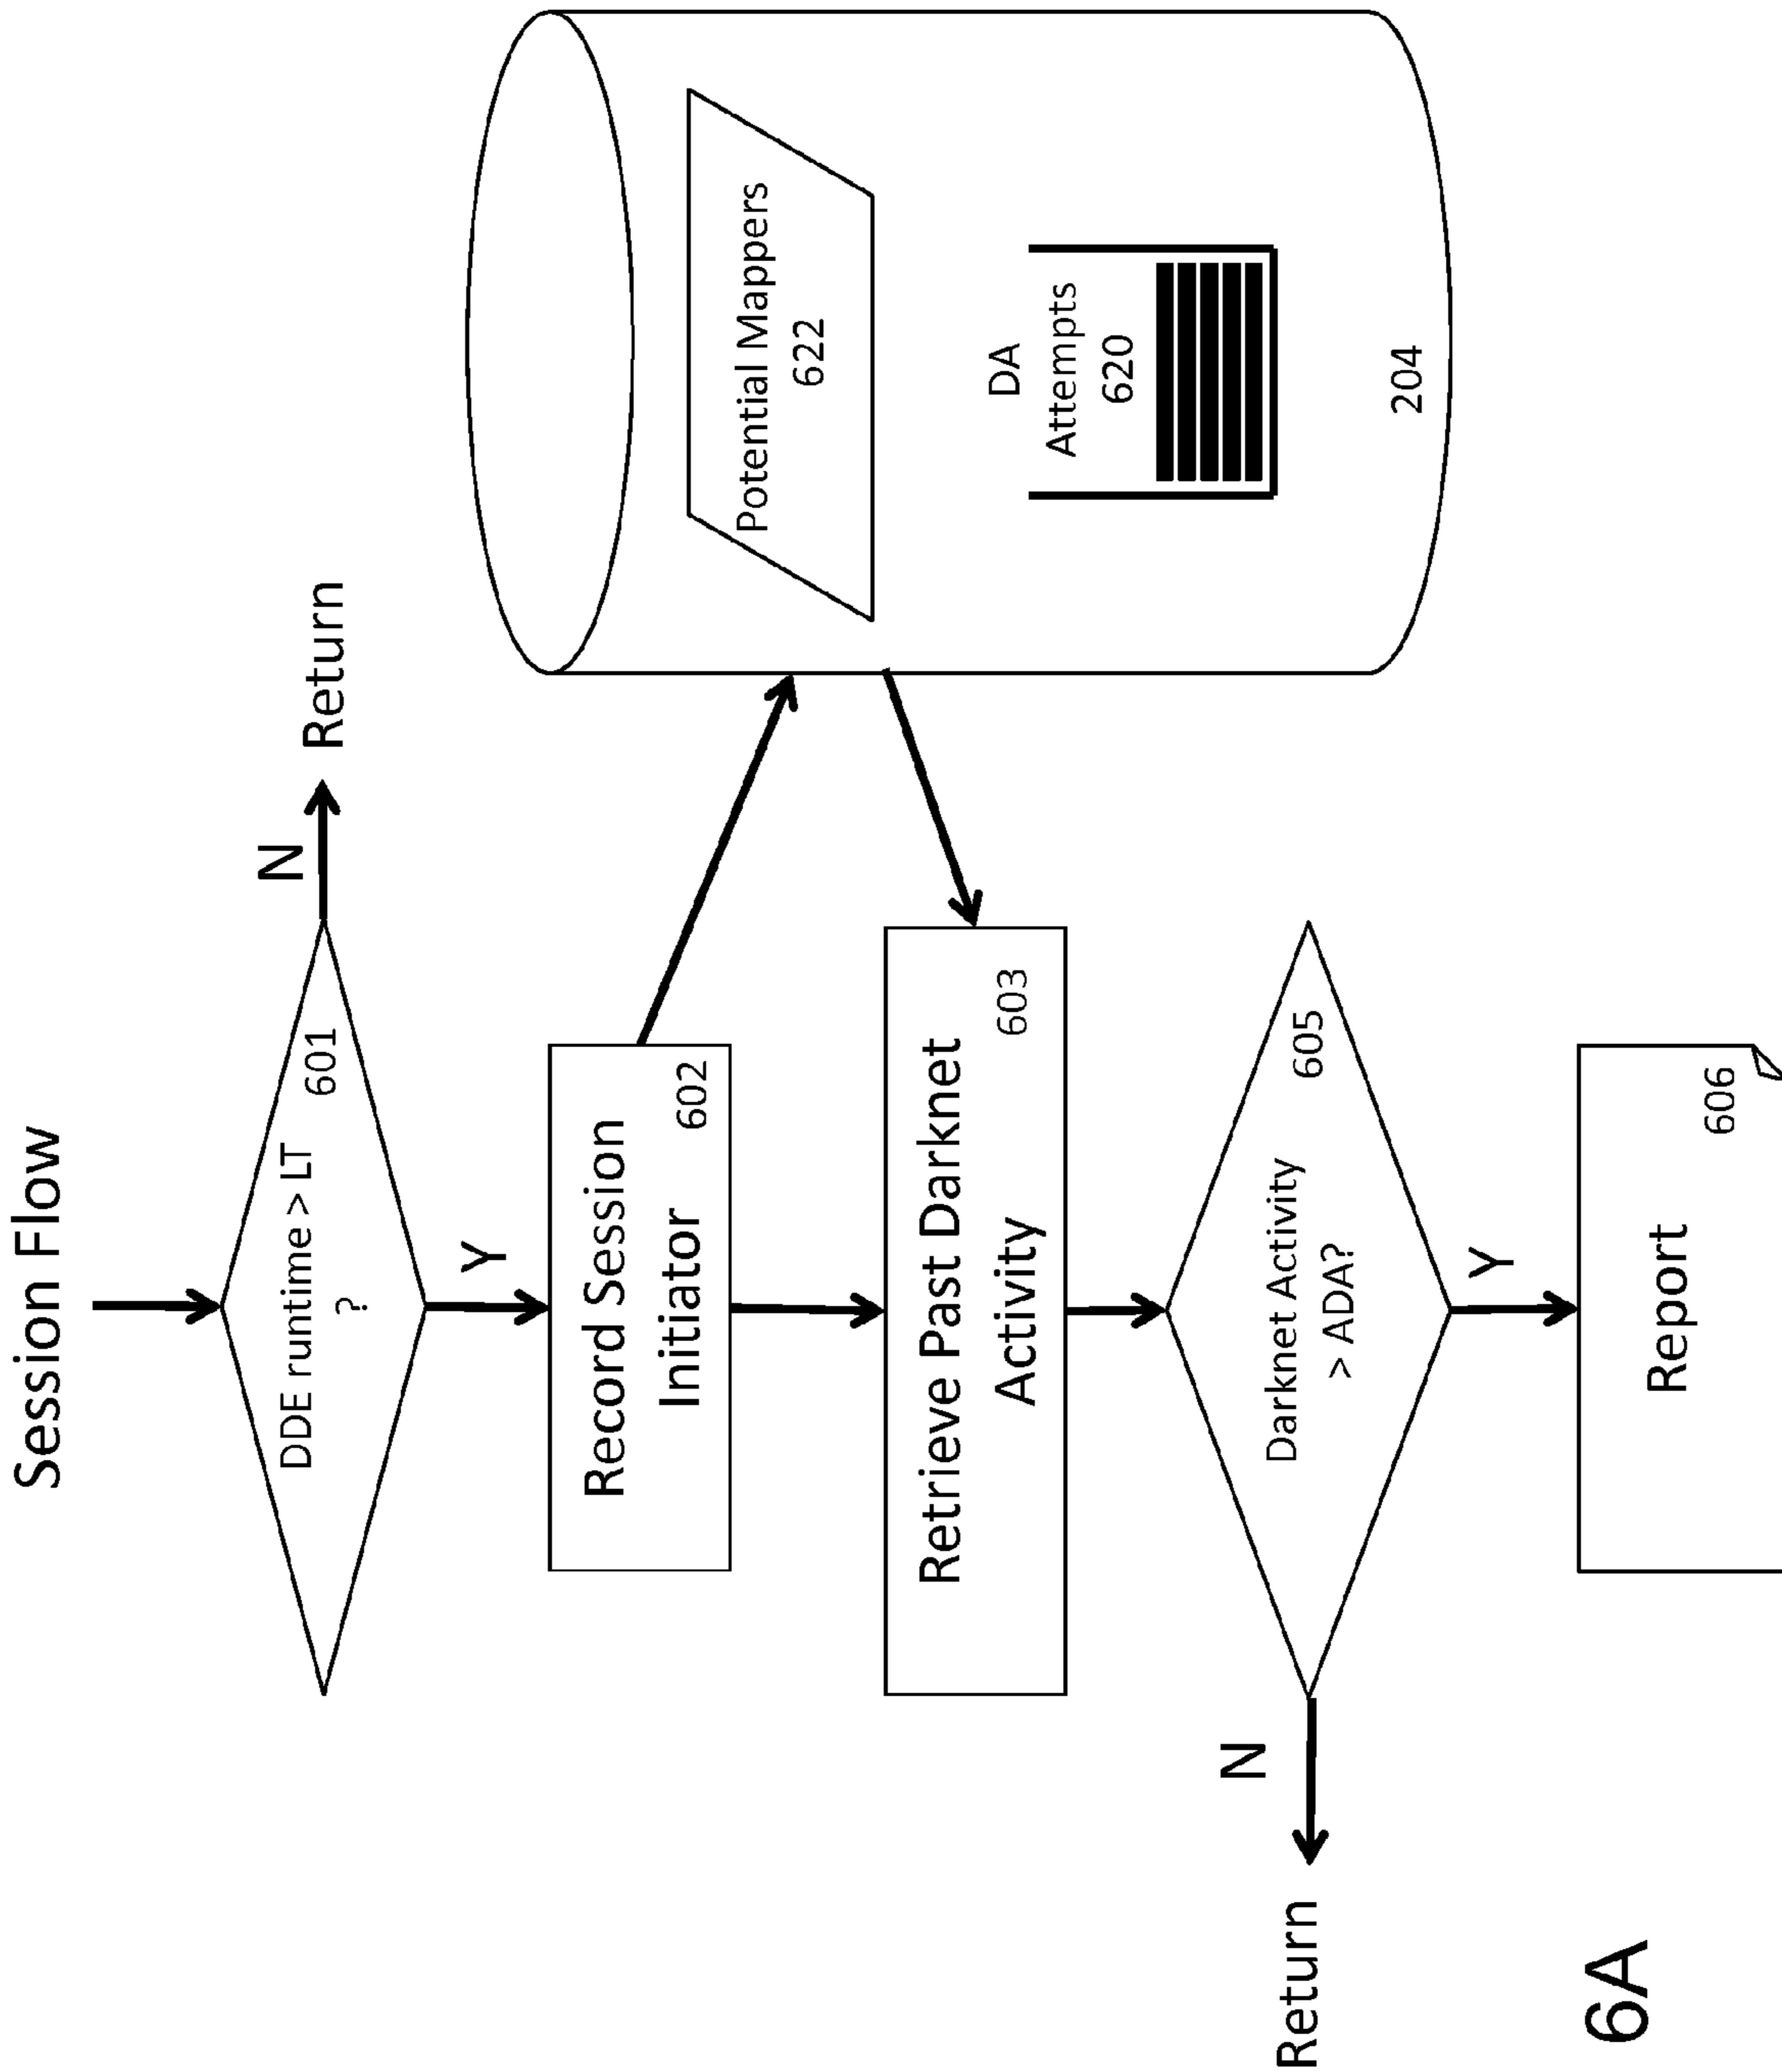 Session Flow
DDE runtime > LT
?
601
N
Return
Y
Record Session
Initiator
602
Retrieve Past Darknet
Activity
603
Darknet Activity
> ADA?
605
N
Return
Y
Report
606
Potential Mappers
622
DA
Attempts
620
204
6A